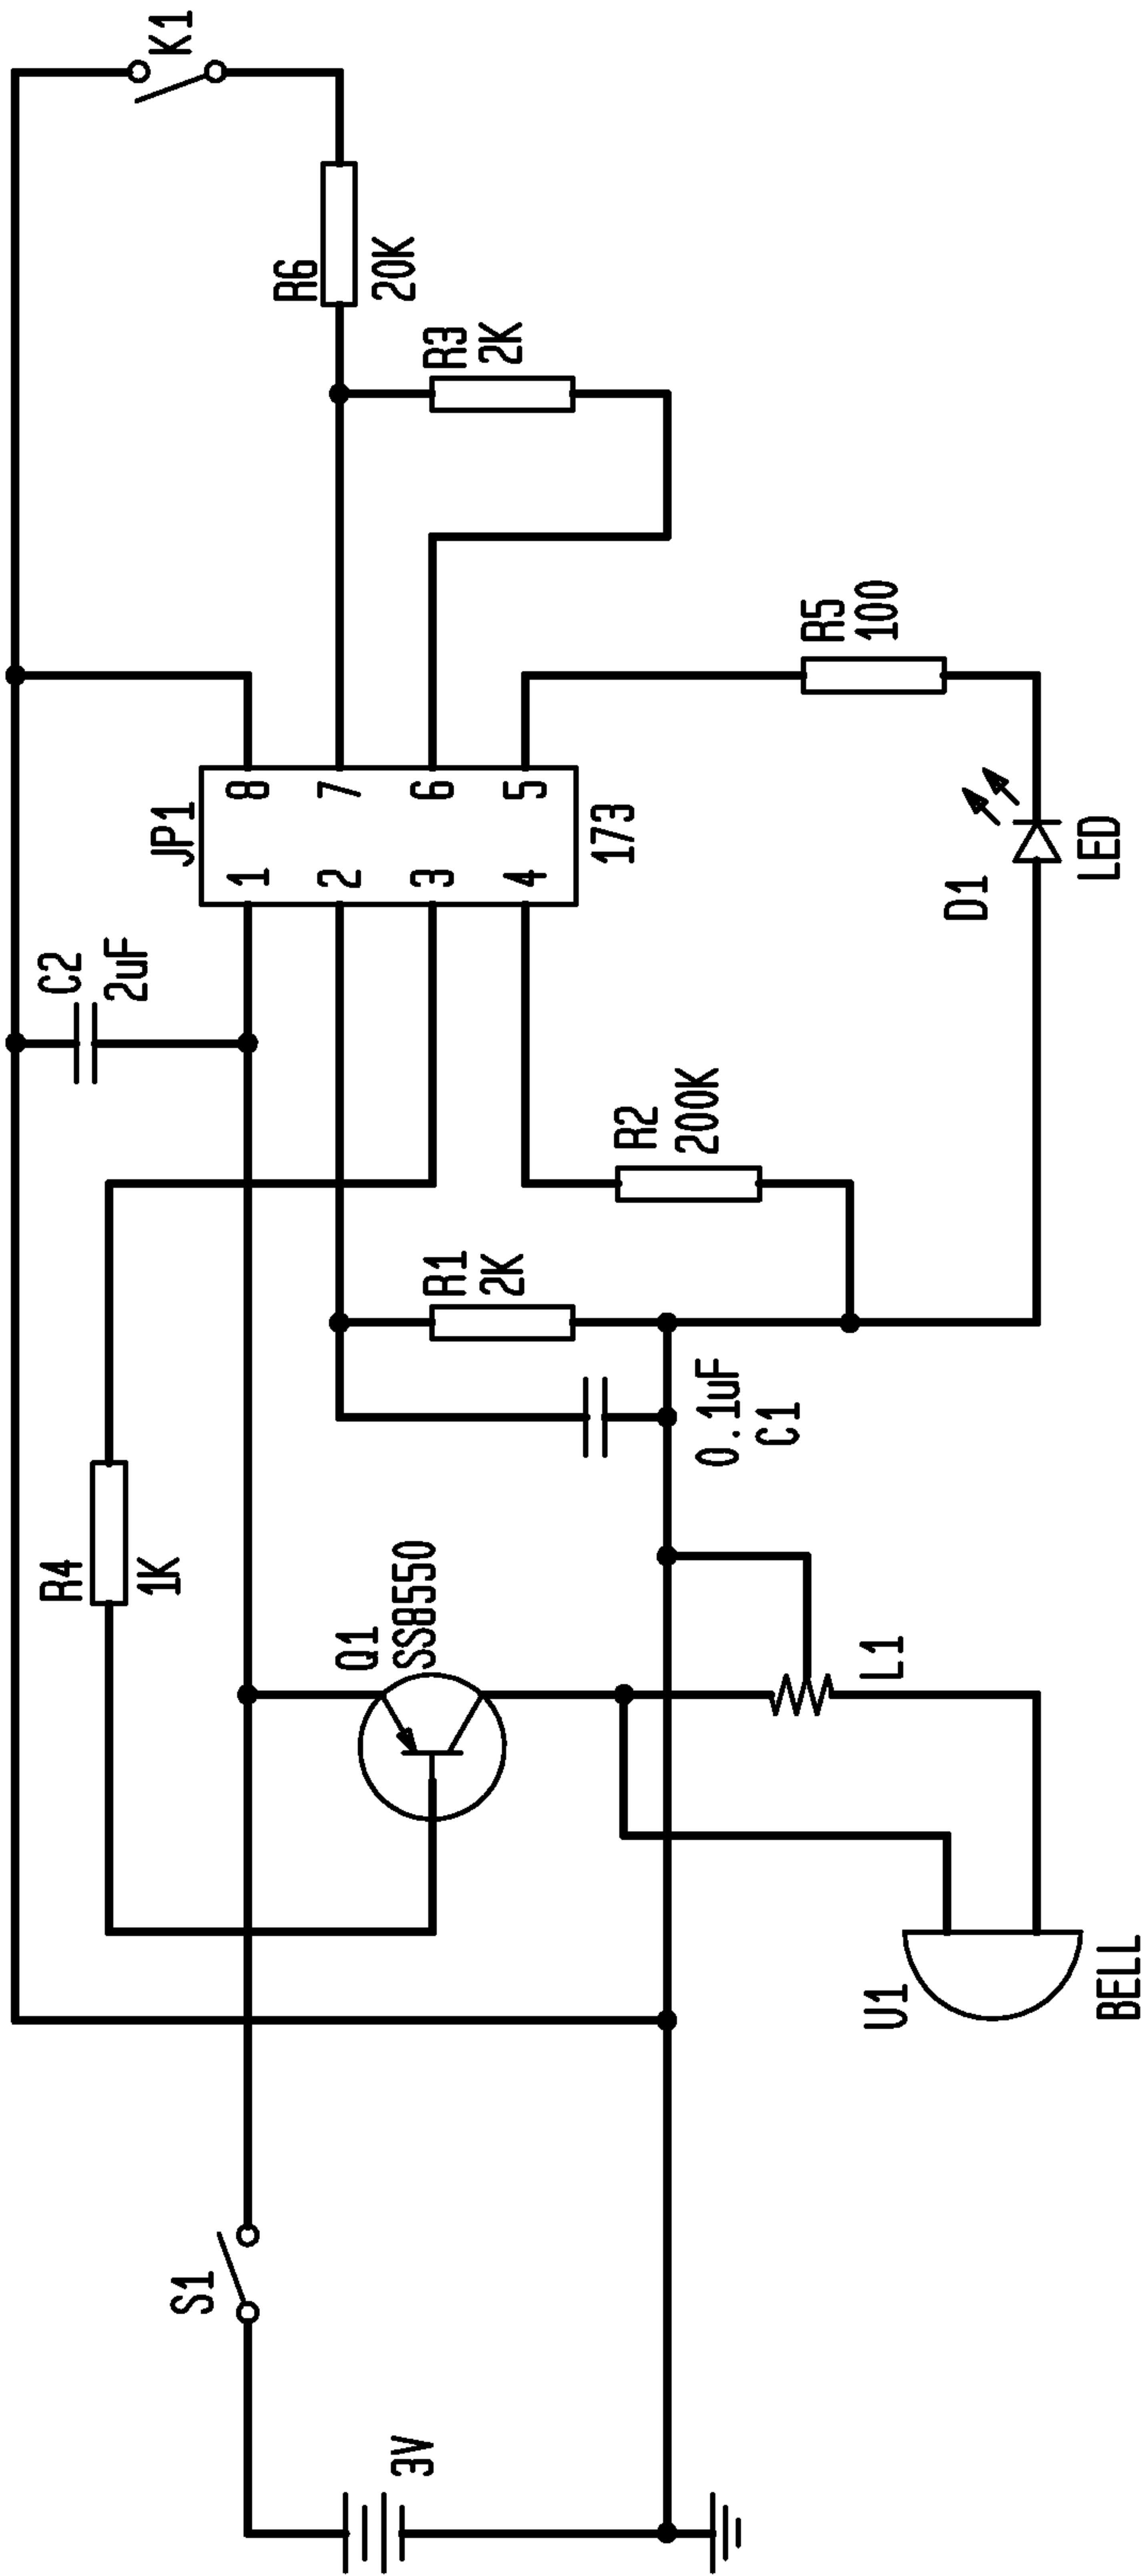 S1
3V
R4
1K
Q1
SS8550
U1
BELL
L1
0.1uF
C1
R1
2K
R2
200K
C2
2uF
JP1
1
8
2
7
3
6
4
5
173
D1
LED
R5
100
R3
2K
R6
20K
K1